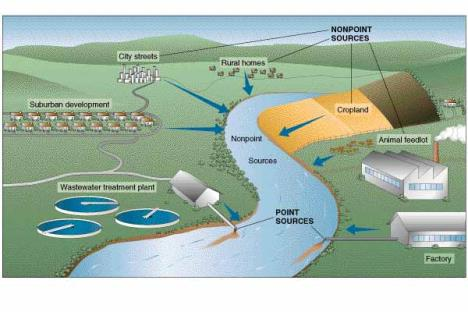 NONPOINT
SOURCES
City streets
Rural homes
Suburban development
Cropland
Nonpoint
Sources
Animal feedlot
Wastewater treatment plant
POINT
SOURCES
Factory